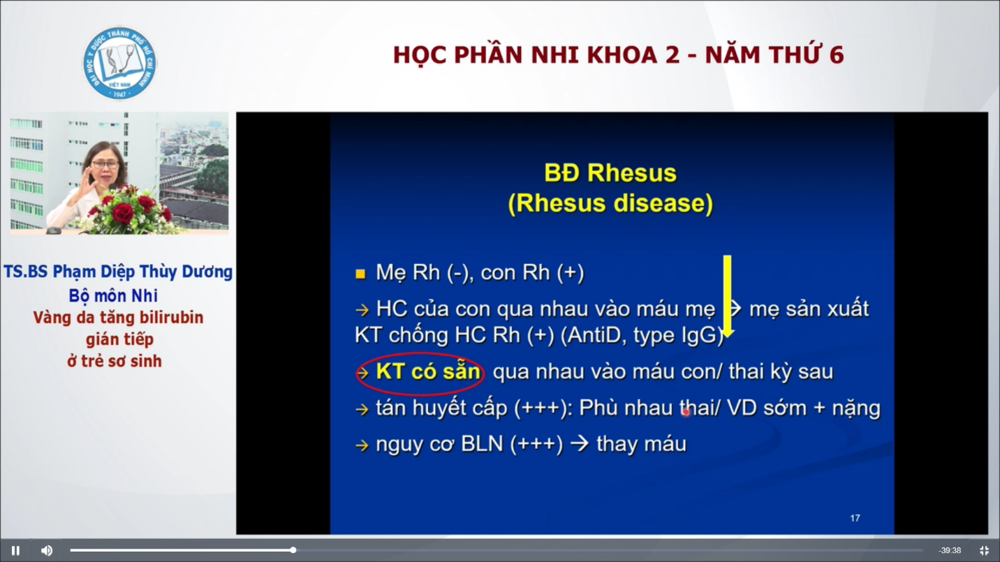 ĐẠI HỌC Y DƯỢC THÀNH PHỐ HỒ CHÍ MINH
VIỆT NAM
1947
HỌC PHẦN NHI KHOA 2 - NĂM THỨ 6
TS.BS Phạm Diệp Thùy Dương
Bộ môn Nhi
Vàng da tăng bilirubin
gián tiếp
ở trẻ sơ sinh
BĐ Rhesus
(Rhesus disease)
Mẹ Rh (-), con Rh (+)
→ HC của con qua nhau vào máu mẹ → mẹ sản xuất
KT chống HC Rh (+) (AntiD, type IgG)
→ KT có sẵn qua nhau vào máu con/ thai kỳ sau
→ tán huyết cấp (+++): Phù nhau thai/ VD sớm + nặng
→ nguy cơ BLN (+++) → thay máu
17
-39:38